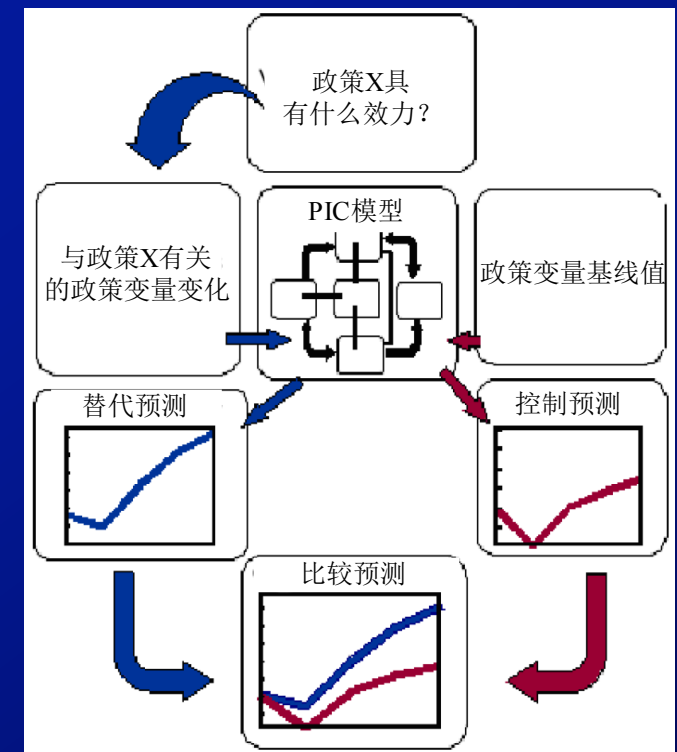 政策X具
有什么效力？
与政策X有关
的政策变量变化
PIC模型
政策变量基线值
替代预测
控制预测
比较预测